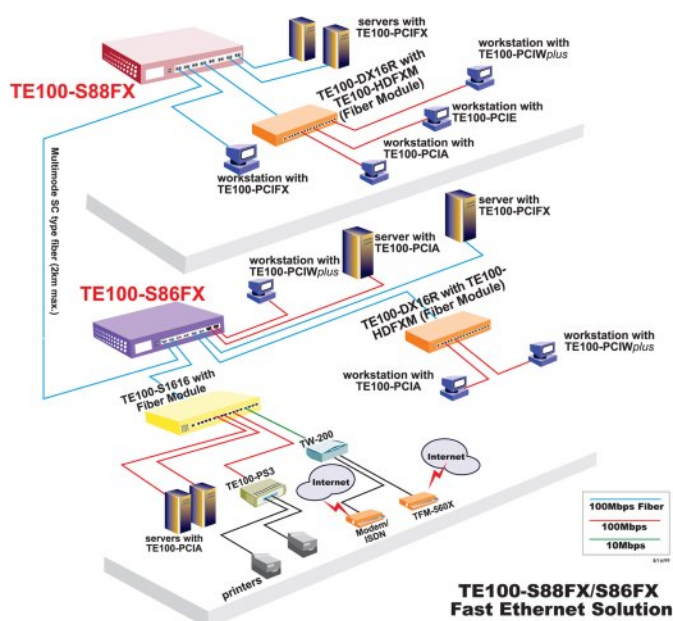 servers with
TE100-PCIFX
TE100-S88FX
TE100-DX16R with
TE100-HDFXM
(Fiber Module)
workstation with
TE100-PCIWplus
workstation with
TE100-PCIE
workstation with
TE100-PCIA
workstation with
TE100-PCIFX
Multimode SC type fiber (2km max.)
server with
TE100-PCIFX
server with
TE100-PCIA
workstation with
TE100-PCIWplus
TE100-S86FX
TE100-DX16R with TE100-
HDFXM (Fiber Module)
workstation with
TE100-PCIWplus
workstation with
TE100-PCIA
TE100-S1616 with
Fiber Module
TW-200
TE100-PS3
Internet
Internet
TFM-560X
Modem/
ISDN
servers with
TE100-PCIA
printers
100Mbps Fiber
100Mbps
10Mbps
TE100-S88FX/S86FX
Fast Ethernet Solution